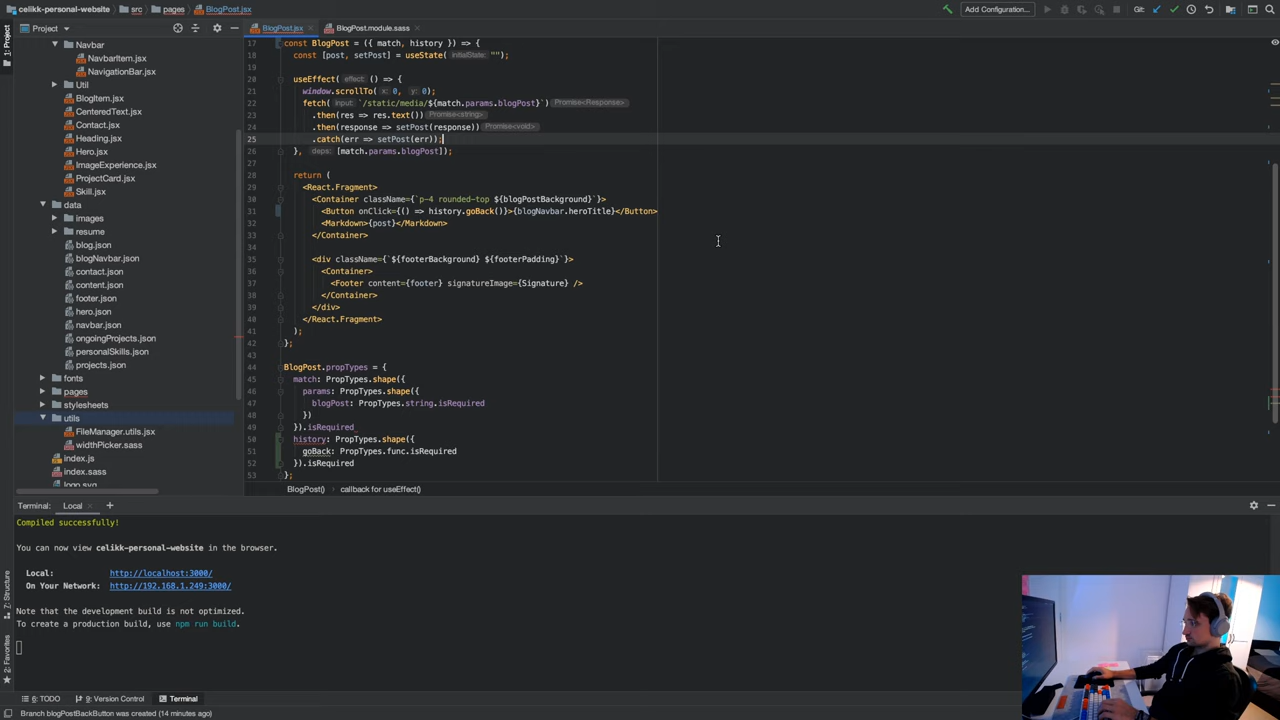 celikk-personal-website
src
pages
BlogPost.jsx
Add Configuration...
Git:
Project
BlogPost.jsx
BlogPost.module.sass
1: Project
Navbar
NavbarItem.jsx
NavigationBar.jsx
Util
BlogItem.jsx
CenteredText.jsx
Contact.jsx
Heading.jsx
Hero.jsx
ImageExperience.jsx
ProjectCard.jsx
Skill.jsx
data
images
resume
blog.json
blogNavbar.json
contact.json
content.json
footer.json
hero.json
navbar.json
ongoingProjects.json
personalSkills.json
projects.json
fonts
pages
stylesheets
utils
FileManager.utils.jsx
widthPicker.sass
index.js
index.sass
logo.svg
17 const BlogPost = ({ match, history }) => {
18 const [post, setPost] = useState( initialState: "");
19
20 useEffect( effect: () => {
21 window.scrollTo( x: 0, y: 0);
22 fetch( input: `/static/media/${match.params.blogPost}`) Promise<Response>
23 .then(res => res.text()) Promise<string>
24 .then(response => setPost(response)) Promise<void>
25 .catch(err => setPost(err));
26 }, deps: [match.params.blogPost]);
27
28 return (
29 <React.Fragment>
30 <Container className={`p-4 rounded-top ${blogPostBackground}`}>
31 <Button onClick={() => history.goBack()}>{blogNavbar.heroTitle}</Button>
32 <Markdown>{post}</Markdown>
33 </Container>
34
35 <div className={`${footerBackground} ${footerPadding}`}>
36 <Container>
37 <Footer content={footer} signatureImage={Signature} />
38 </Container>
39 </div>
40 </React.Fragment>
41 );
42 };
43
44 BlogPost.propTypes = {
45 match: PropTypes.shape({
46 params: PropTypes.shape({
47 blogPost: PropTypes.string.isRequired
48 })
49 }).isRequired
50 history: PropTypes.shape({
51 goBack: PropTypes.func.isRequired
52 }).isRequired
53 };
BlogPost()
callback for useEffect()
Terminal:
Local
Compiled successfully!
You can now view celikk-personal-website in the browser.
Local: http://localhost:3000/
On Your Network: http://192.168.1.249:3000/
Note that the development build is not optimized.
To create a production build, use npm run build.
7: Structure
2: Favorites
6: TODO
9: Version Control
Terminal
Branch blogPostBackButton was created (14 minutes ago)